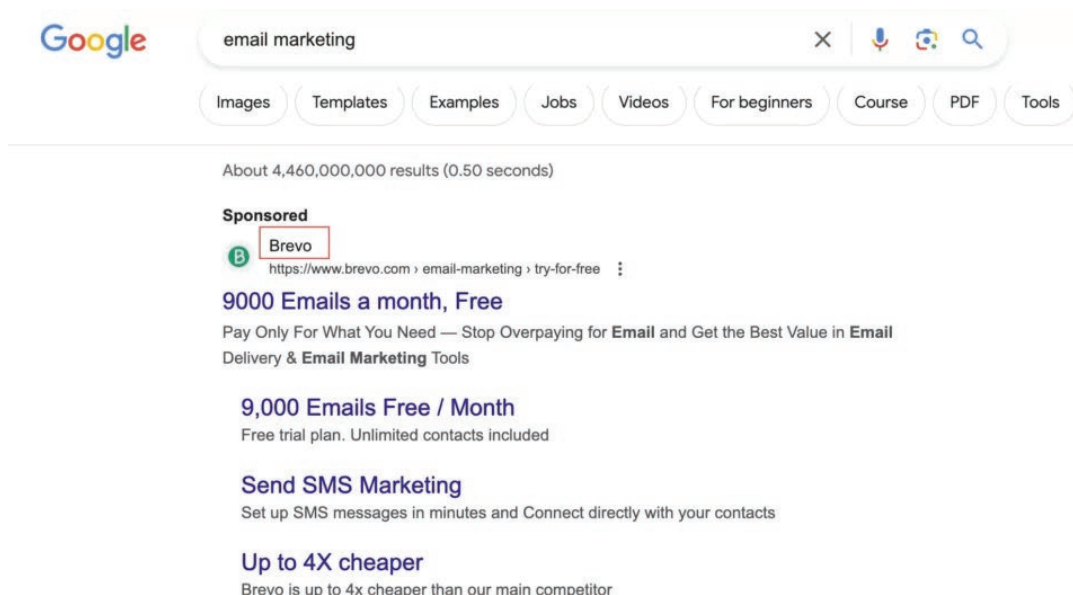 Google
email marketing
Images Templates Examples Jobs Videos For beginners Course PDF Tools
About 4,460,000,000 results (0.50 seconds)
Sponsored
B
Brevo
https://www.brevo.com › email-marketing › try-for-free
9000 Emails a month, Free
Pay Only For What You Need — Stop Overpaying for Email and Get the Best Value in Email
Delivery & Email Marketing Tools
9,000 Emails Free / Month
Free trial plan. Unlimited contacts included
Send SMS Marketing
Set up SMS messages in minutes and Connect directly with your contacts
Up to 4X cheaper
Brevo is up to 4x cheaper than our main competitor